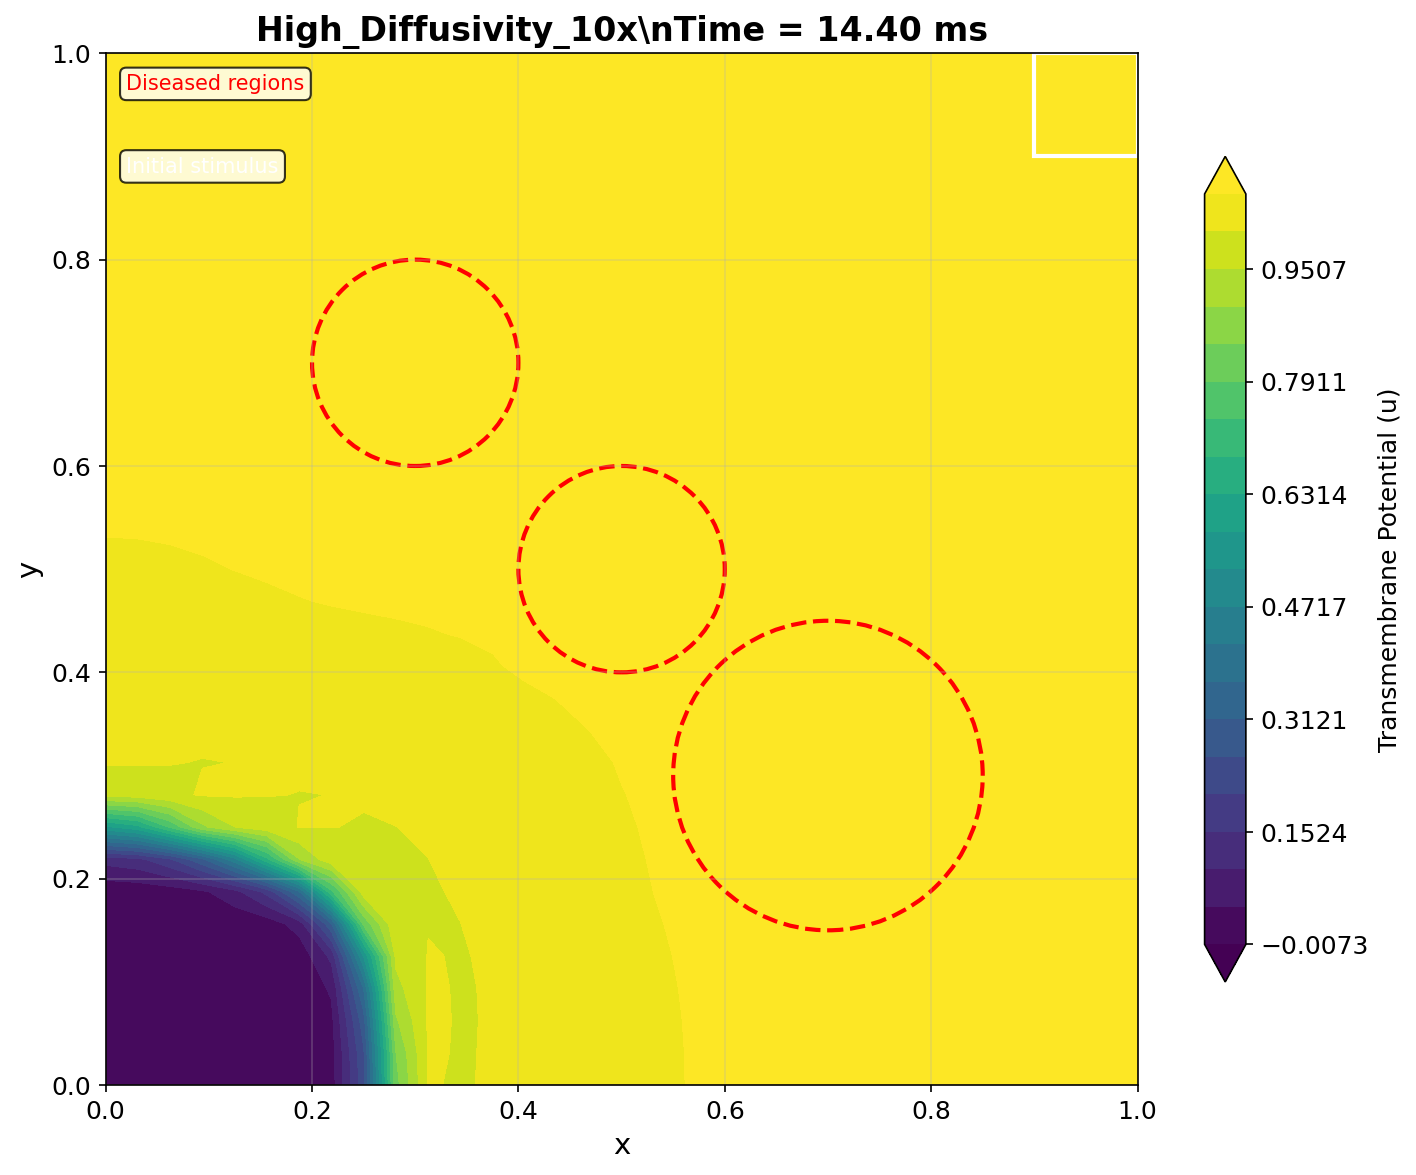 High_Diffusivity_10x\nTime = 14.40 ms
Diseased regions
Initial stimulus
1.0
0.8
0.6
0.4
0.2
0.0
y
0.0 0.2 0.4 0.6 0.8 1.0
x
0.9507
0.7911
0.6314
0.4717
0.3121
0.1524
−0.0073
Transmembrane Potential (u)